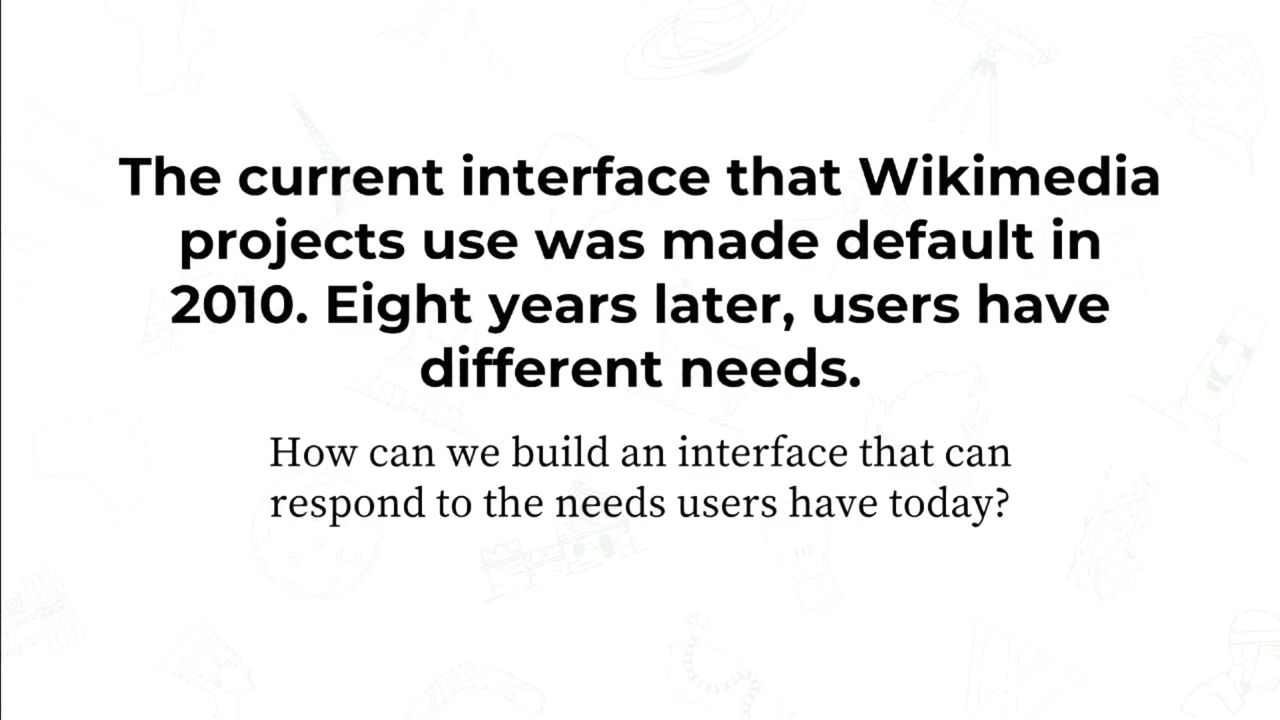 The current interface that Wikimedia
projects use was made default in
2010. Eight years later, users have
different needs.
How can we build an interface that can
respond to the needs users have today?